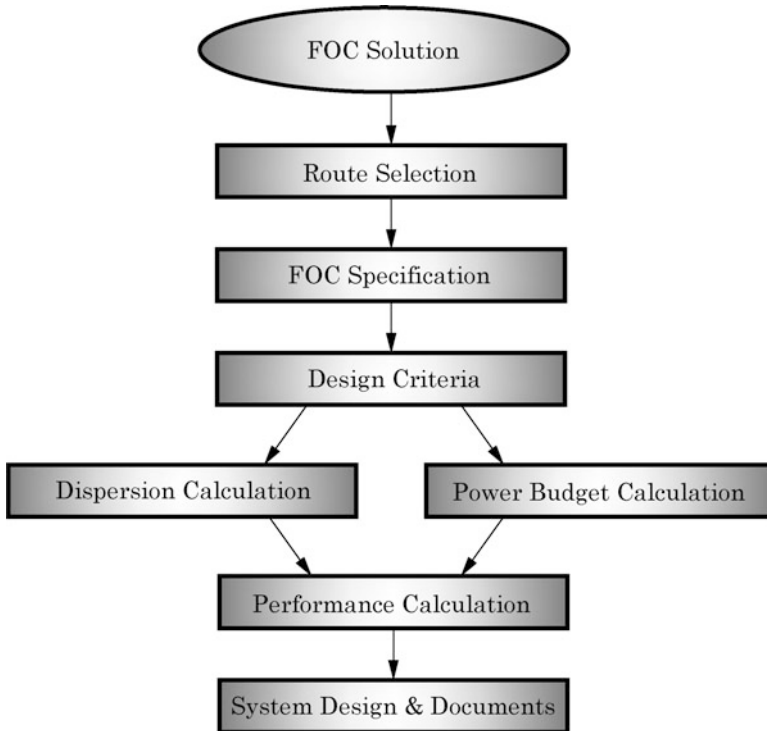 FOC Solution
Route Selection
FOC Specification
Design Criteria
Dispersion Calculation
Power Budget Calculation
Performance Calculation
System Design & Documents